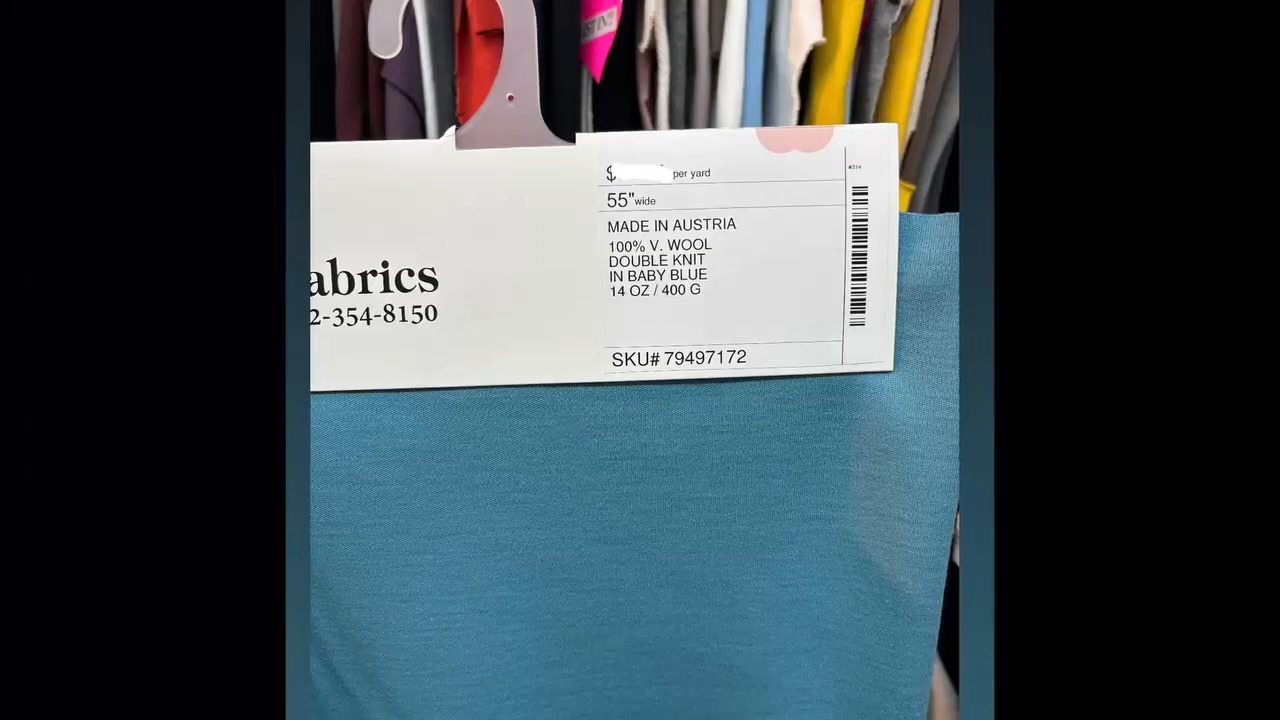 abrics
2-354-8150
$ per yard
55" wide
MADE IN AUSTRIA
100% V. WOOL
DOUBLE KNIT
IN BABY BLUE
14 OZ / 400 G
SKU# 79497172
#314